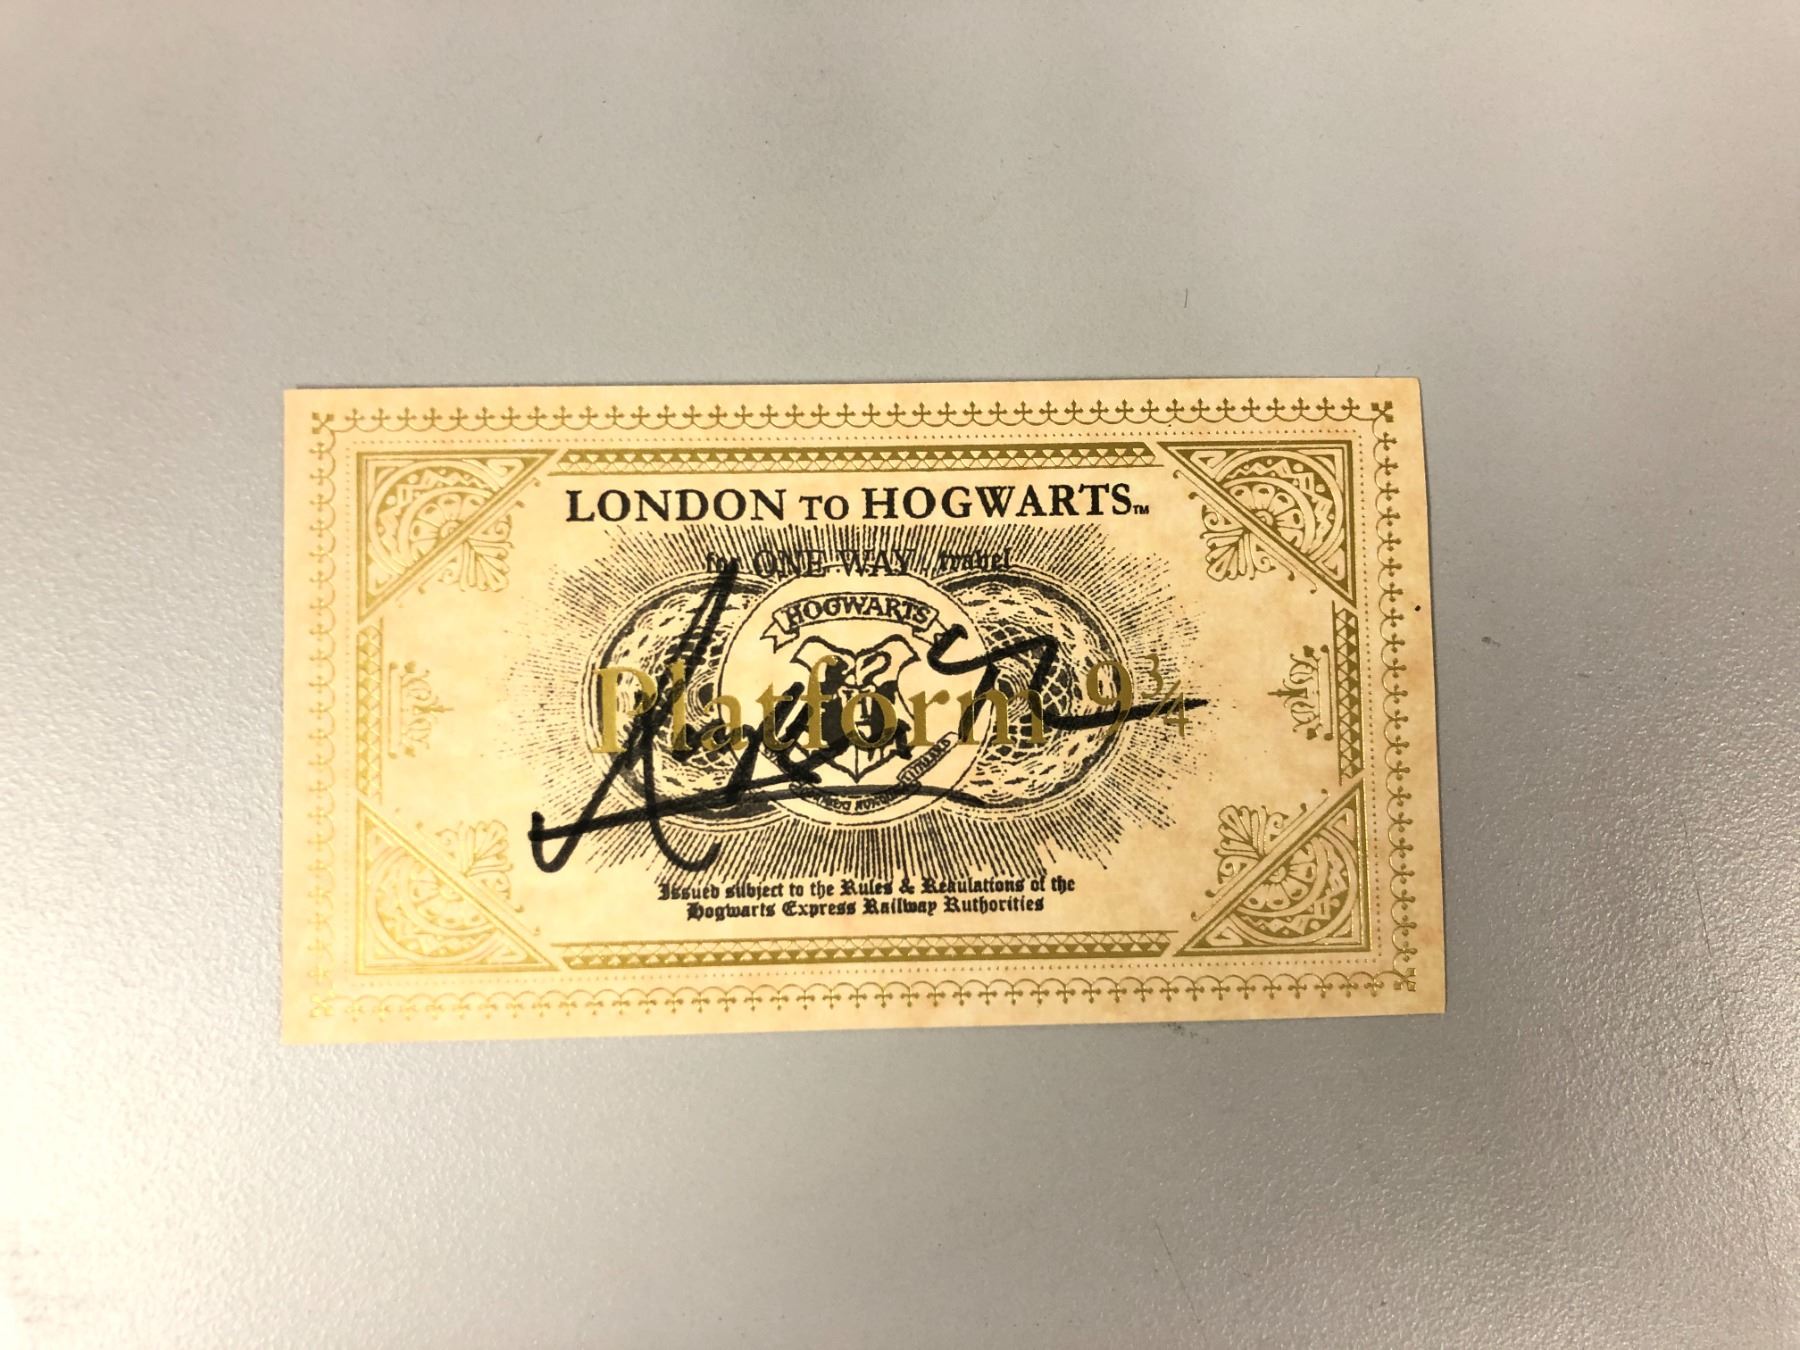 LONDON TO HOGWARTS™
for ONE WAY travel
HOGWARTS
Platform 9¾
Issued subject to the Rules & Regulations of the
Hogwarts Express Railway Authorities